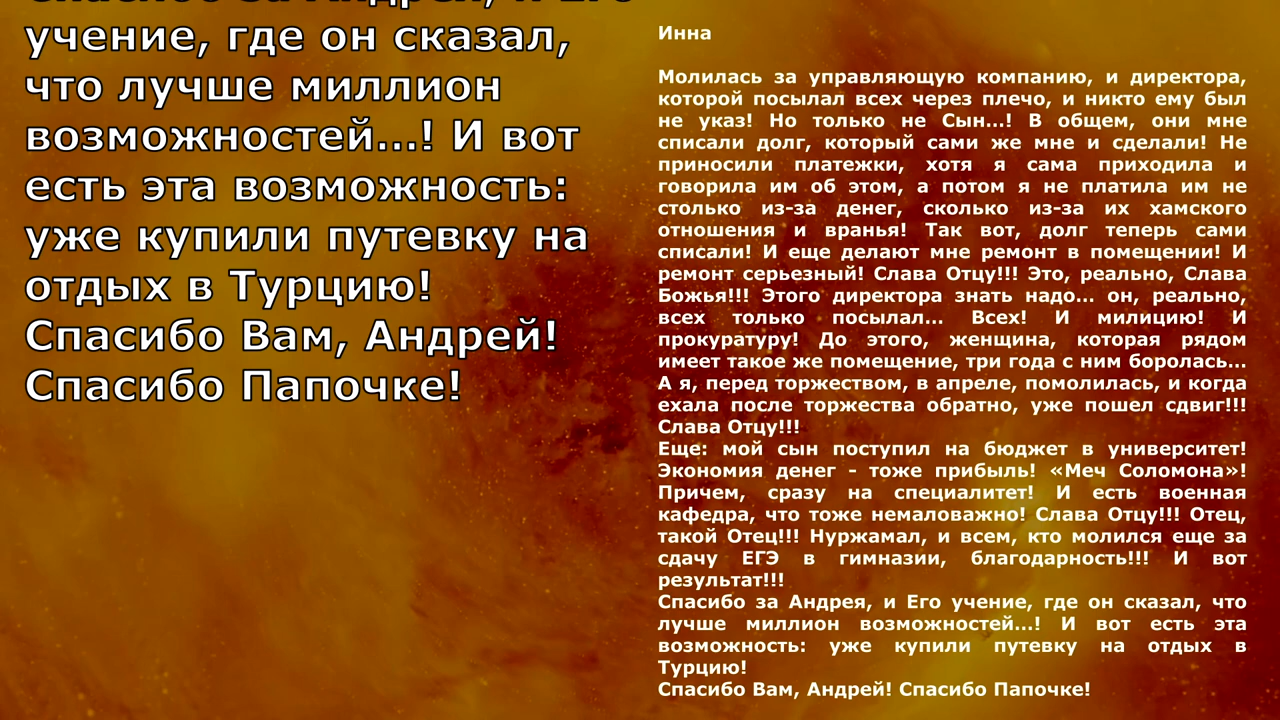 Спасибо за Андрея, и Его
учение, где он сказал,
что лучше миллион
возможностей...! И вот
есть эта возможность:
уже купили путевку на
отдых в Турцию!
Спасибо Вам, Андрей!
Спасибо Папочке!
Инна
Молилась за управляющую компанию, и директора,
которой посылал всех через плечо, и никто ему был
не указ! Но только не Сын...! В общем, они мне
списали долг, который сами же мне и сделали! Не
приносили платежки, хотя я сама приходила и
говорила им об этом, а потом я не платила им не
столько из-за денег, сколько из-за их хамского
отношения и вранья! Так вот, долг теперь сами
списали! И еще делают мне ремонт в помещении! И
ремонт серьезный! Слава Отцу!!! Это, реально, Слава
Божья!!! Этого директора знать надо... он, реально,
всех только посылал... Всех! И милицию! И
прокуратуру! До этого, женщина, которая рядом
имеет такое же помещение, три года с ним боролась...
А я, перед торжеством, в апреле, помолилась, и когда
ехала после торжества обратно, уже пошел сдвиг!!!
Слава Отцу!!!
Еще: мой сын поступил на бюджет в университет!
Экономия денег - тоже прибыль! «Меч Соломона»!
Причем, сразу на специалитет! И есть военная
кафедра, что тоже немаловажно! Слава Отцу!!! Отец,
такой Отец!!! Нуржамал, и всем, кто молился еще за
сдачу ЕГЭ в гимназии, благодарность!!! И вот
результат!!!
Спасибо за Андрея, и Его учение, где он сказал, что
лучше миллион возможностей...! И вот есть эта
возможность: уже купили путевку на отдых в
Турцию!
Спасибо Вам, Андрей! Спасибо Папочке!